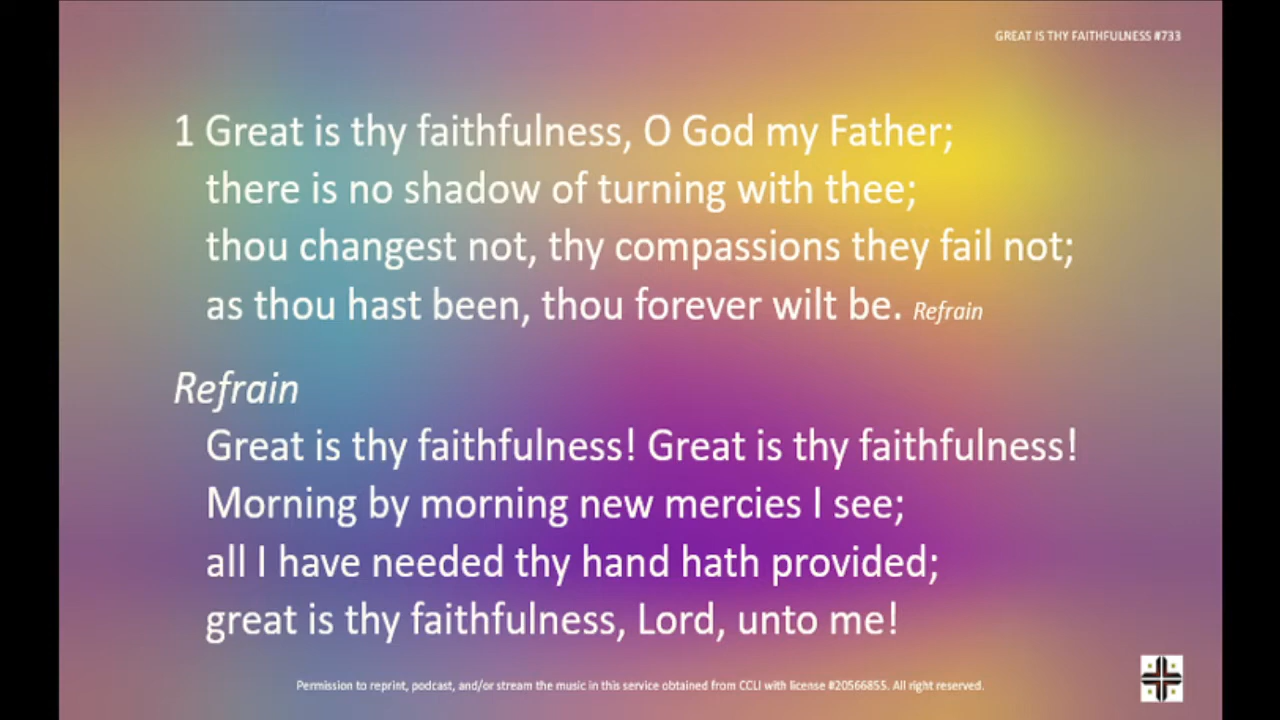 GREAT IS THY FAITHFULNESS #733
1 Great is thy faithfulness, O God my Father;
there is no shadow of turning with thee;
thou changest not, thy compassions they fail not;
as thou hast been, thou forever wilt be. Refrain
Refrain
Great is thy faithfulness! Great is thy faithfulness!
Morning by morning new mercies I see;
all I have needed thy hand hath provided;
great is thy faithfulness, Lord, unto me!
Permission to reprint, podcast, and/or stream the music in this service obtained from CCLI with license #20566855. All right reserved.